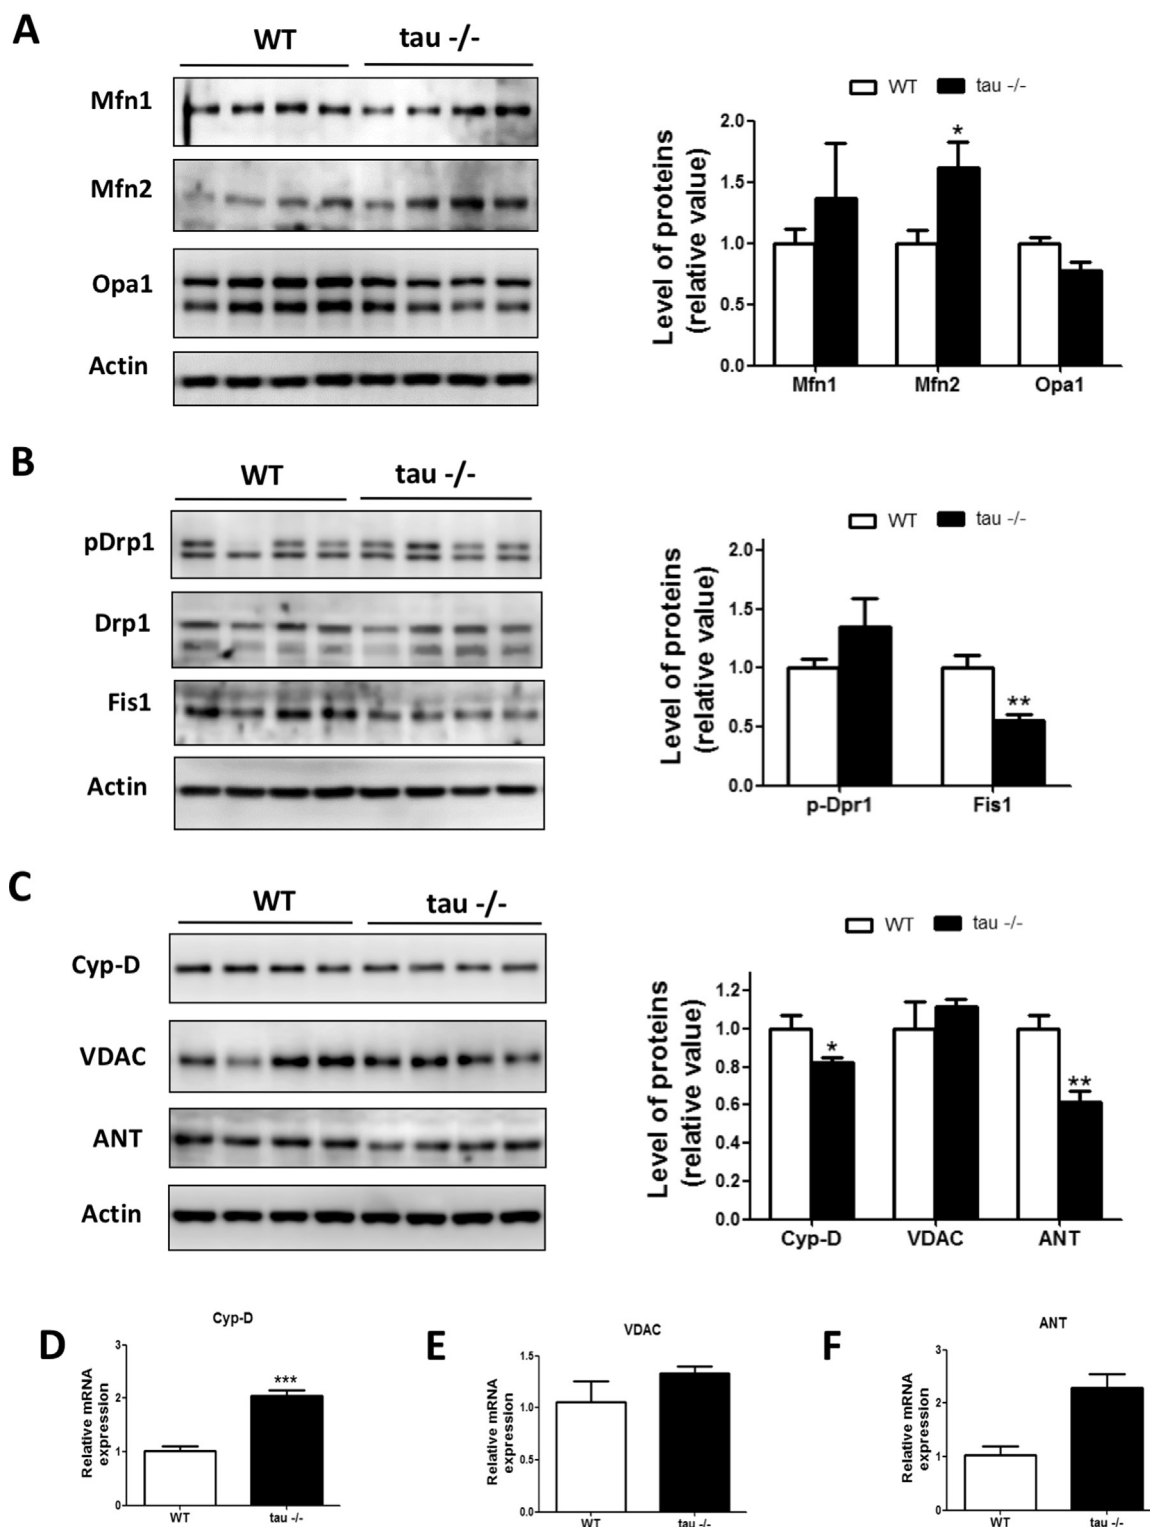 A
WT tau -/-
Mfn1
Mfn2
Opa1
Actin
WT tau -/-
Level of proteins
(relative value)
2.0
*
1.5
1.0
0.5
0.0
Mfn1 Mfn2 Opa1
B
WT tau -/-
pDrp1
Drp1
Fis1
Actin
WT tau -/-
Level of proteins
(relative value)
2.0
1.5
1.0
**
0.5
0.0
p-Dpr1 Fis1
C
WT tau -/-
Cyp-D
VDAC
ANT
Actin
WT tau -/-
Level of proteins
(relative value)
1.2
1.0
*
0.8
**
0.6
0.4
0.2
0.0
Cyp-D VDAC ANT
D
Cyp-D
Relative mRNA
expression
3
***
2
1
0
WT tau -/-
E
VDAC
Relative mRNA
expression
1.5
1.0
0.5
0.0
WT tau -/-
F
ANT
Relative mRNA
expression
3
2
1
0
WT tau -/-